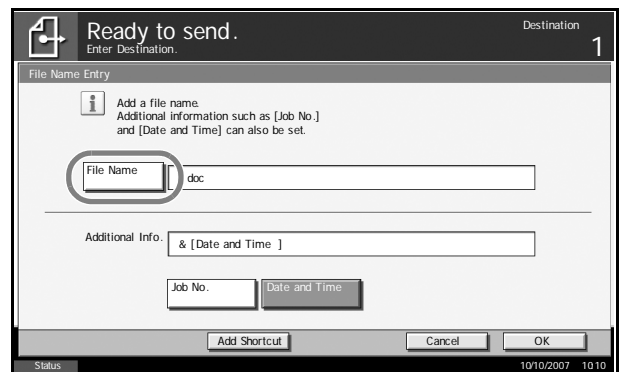 Ready to send.
Enter Destination.
Destination
1
File Name Entry
i
Add a file name.
Additional information such as [Job No.]
and [Date and Time] can also be set.
File Name
doc
Additional Info.
& [Date and Time ]
Job No.
Date and Time
Add Shortcut
Cancel
OK
Status
10/10/2007 10:10